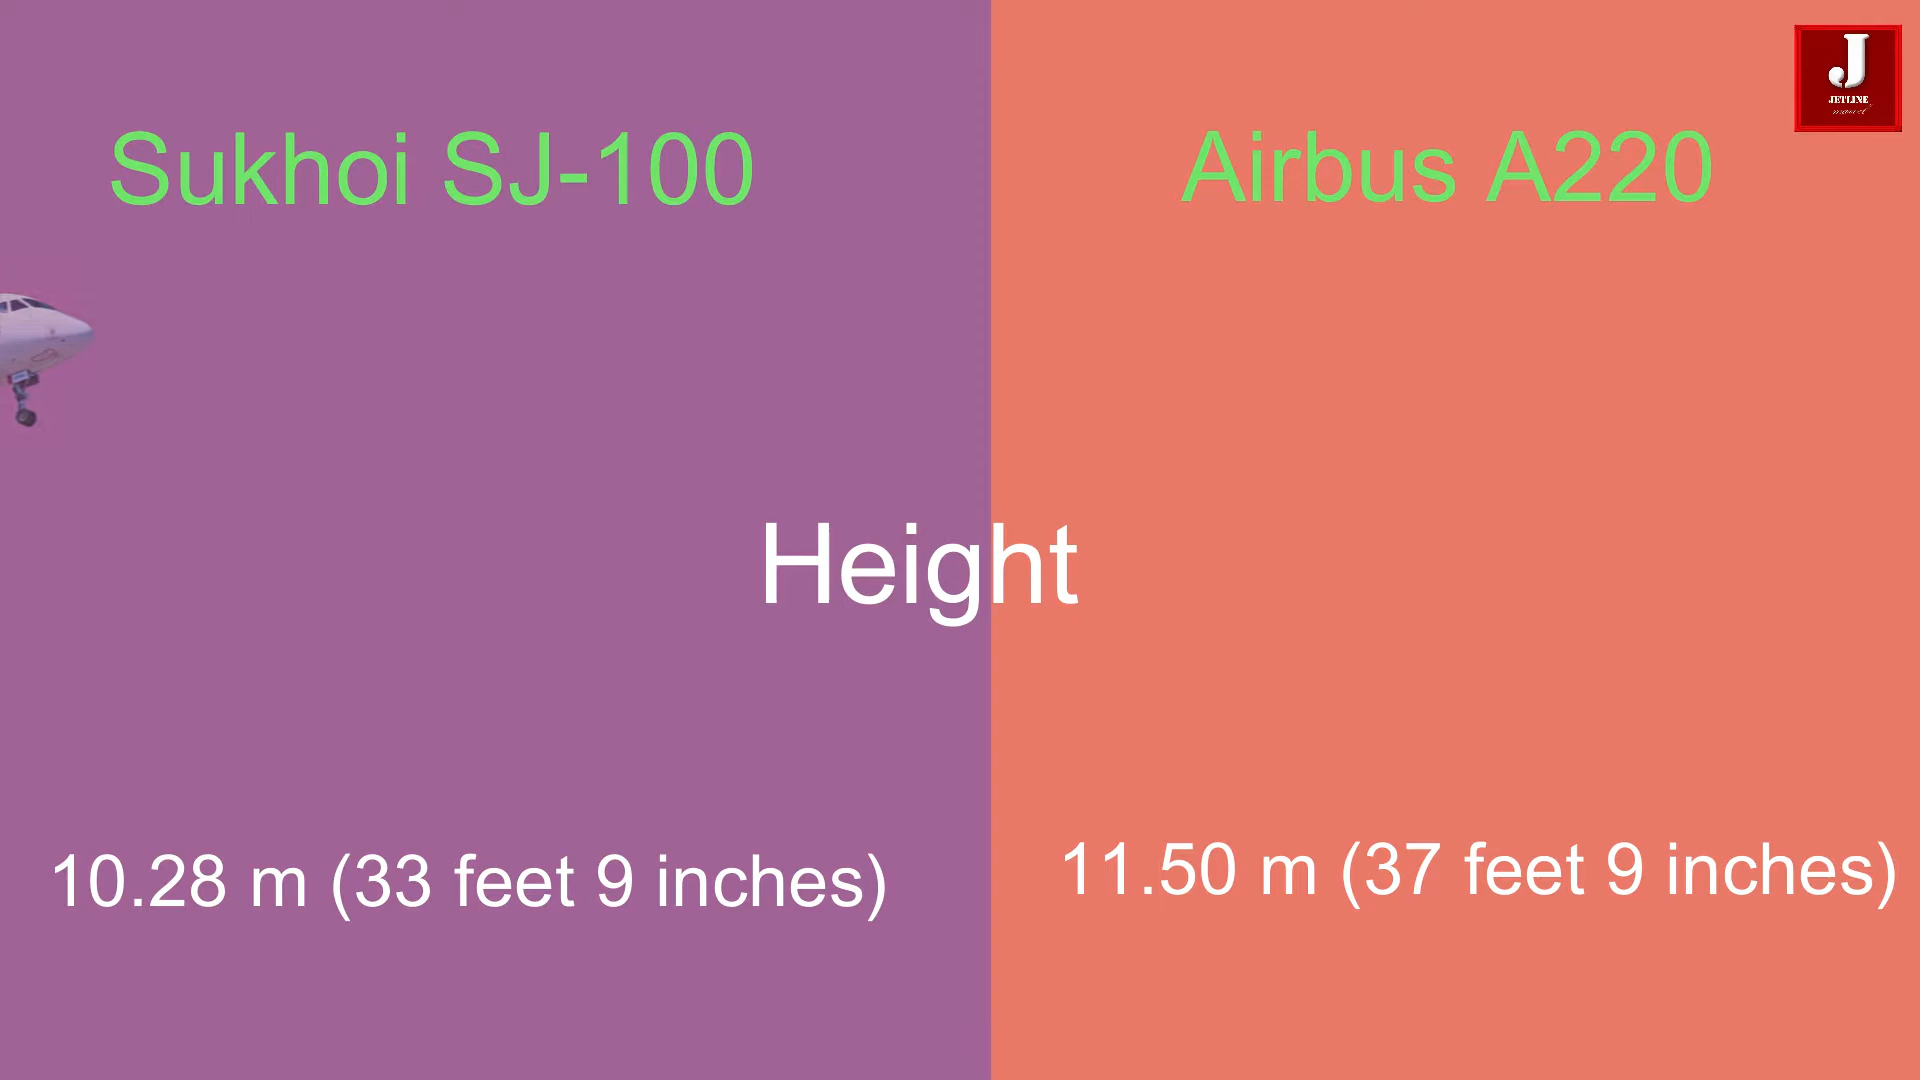 J
JETLINE
marvel
Sukhoi SJ-100
Airbus A220
Height
10.28 m (33 feet 9 inches)
11.50 m (37 feet 9 inches)